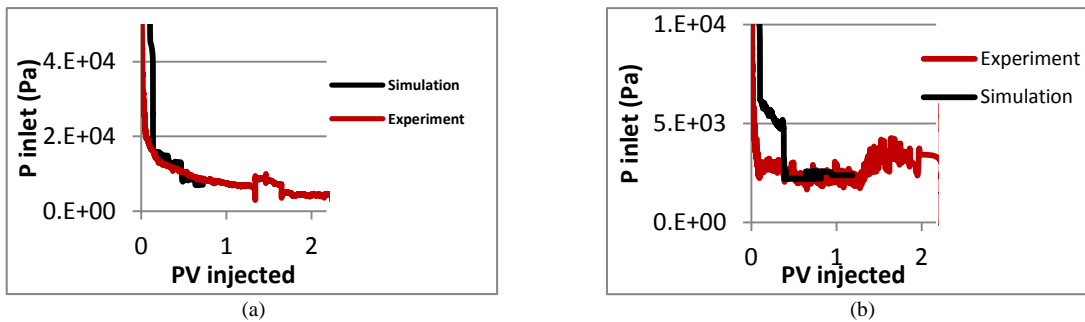 P inlet (Pa)
4.E+04
2.E+04
0.E+00
0 1 2
PV injected
Simulation
Experiment
(a)
P inlet (Pa)
1.E+04
5.E+03
0.E+00
0 1 2
PV injected
Experiment
Simulation
(b)